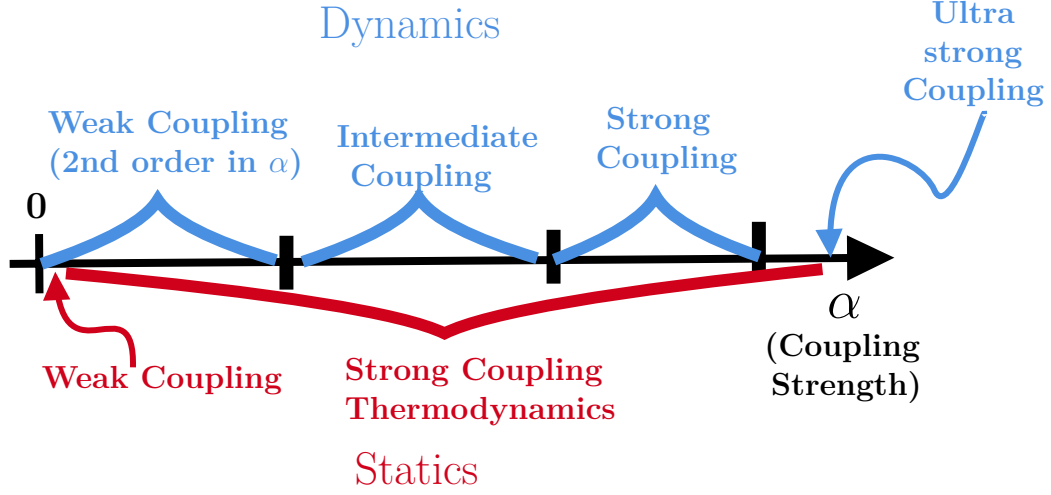 Dynamics
Ultra
strong
Coupling
Weak Coupling
(2nd order in α)
Intermediate
Coupling
Strong
Coupling
0
α
(Coupling
Strength)
Weak Coupling
Strong Coupling
Thermodynamics
Statics